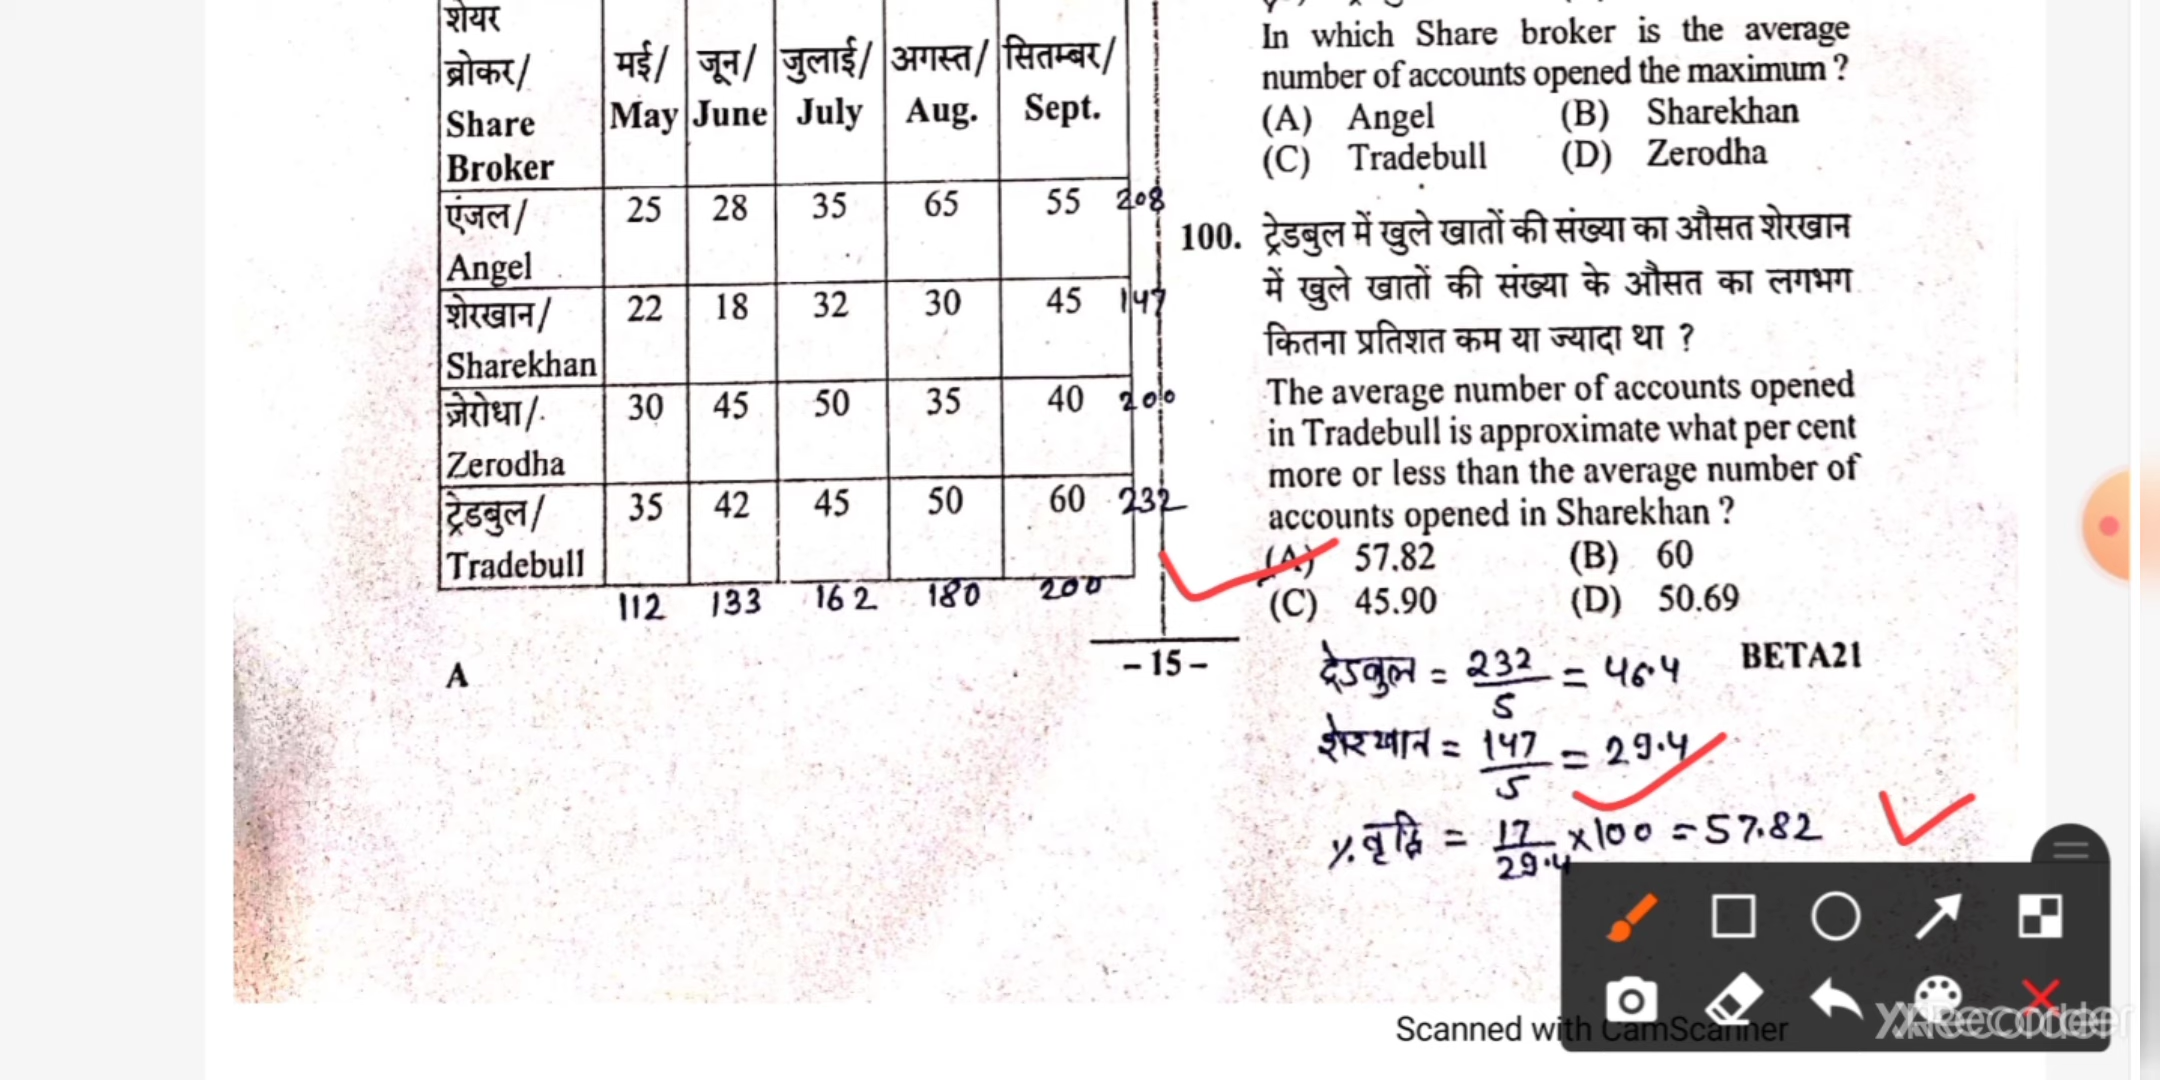 शेयर
ब्रोकर/ मई/ जून/ जुलाई/ अगस्त/ सितम्बर/
Share May June July Aug. Sept.
Broker
एंजल/ 25 28 35 65 55 208
Angel
शेरखान/ 22 18 32 30 45 147
Sharekhan
ज़ेरोधा/ 30 45 50 35 40 200
Zerodha
ट्रेडबुल/ 35 42 45 50 60 232
Tradebull
112 133 162 180 200
A
- 15 -
In which Share broker is the average
number of accounts opened the maximum ?
(A) Angel (B) Sharekhan
(C) Tradebull (D) Zerodha
100. ट्रेडबुल में खुले खातों की संख्या का औसत शेरखान
में खुले खातों की संख्या के औसत का लगभग
कितना प्रतिशत कम या ज्यादा था ?
The average number of accounts opened
in Tradebull is approximate what per cent
more or less than the average number of
accounts opened in Sharekhan ?
(A) 57.82 (B) 60
(C) 45.90 (D) 50.69
BETA21
ट्रेडबुल = 232/5 = 46.4
शेरखान = 147/5 = 29.4
% वृद्धि = 17/29.4 × 100 = 57.82
Scanned with CamScanner
XRecorder